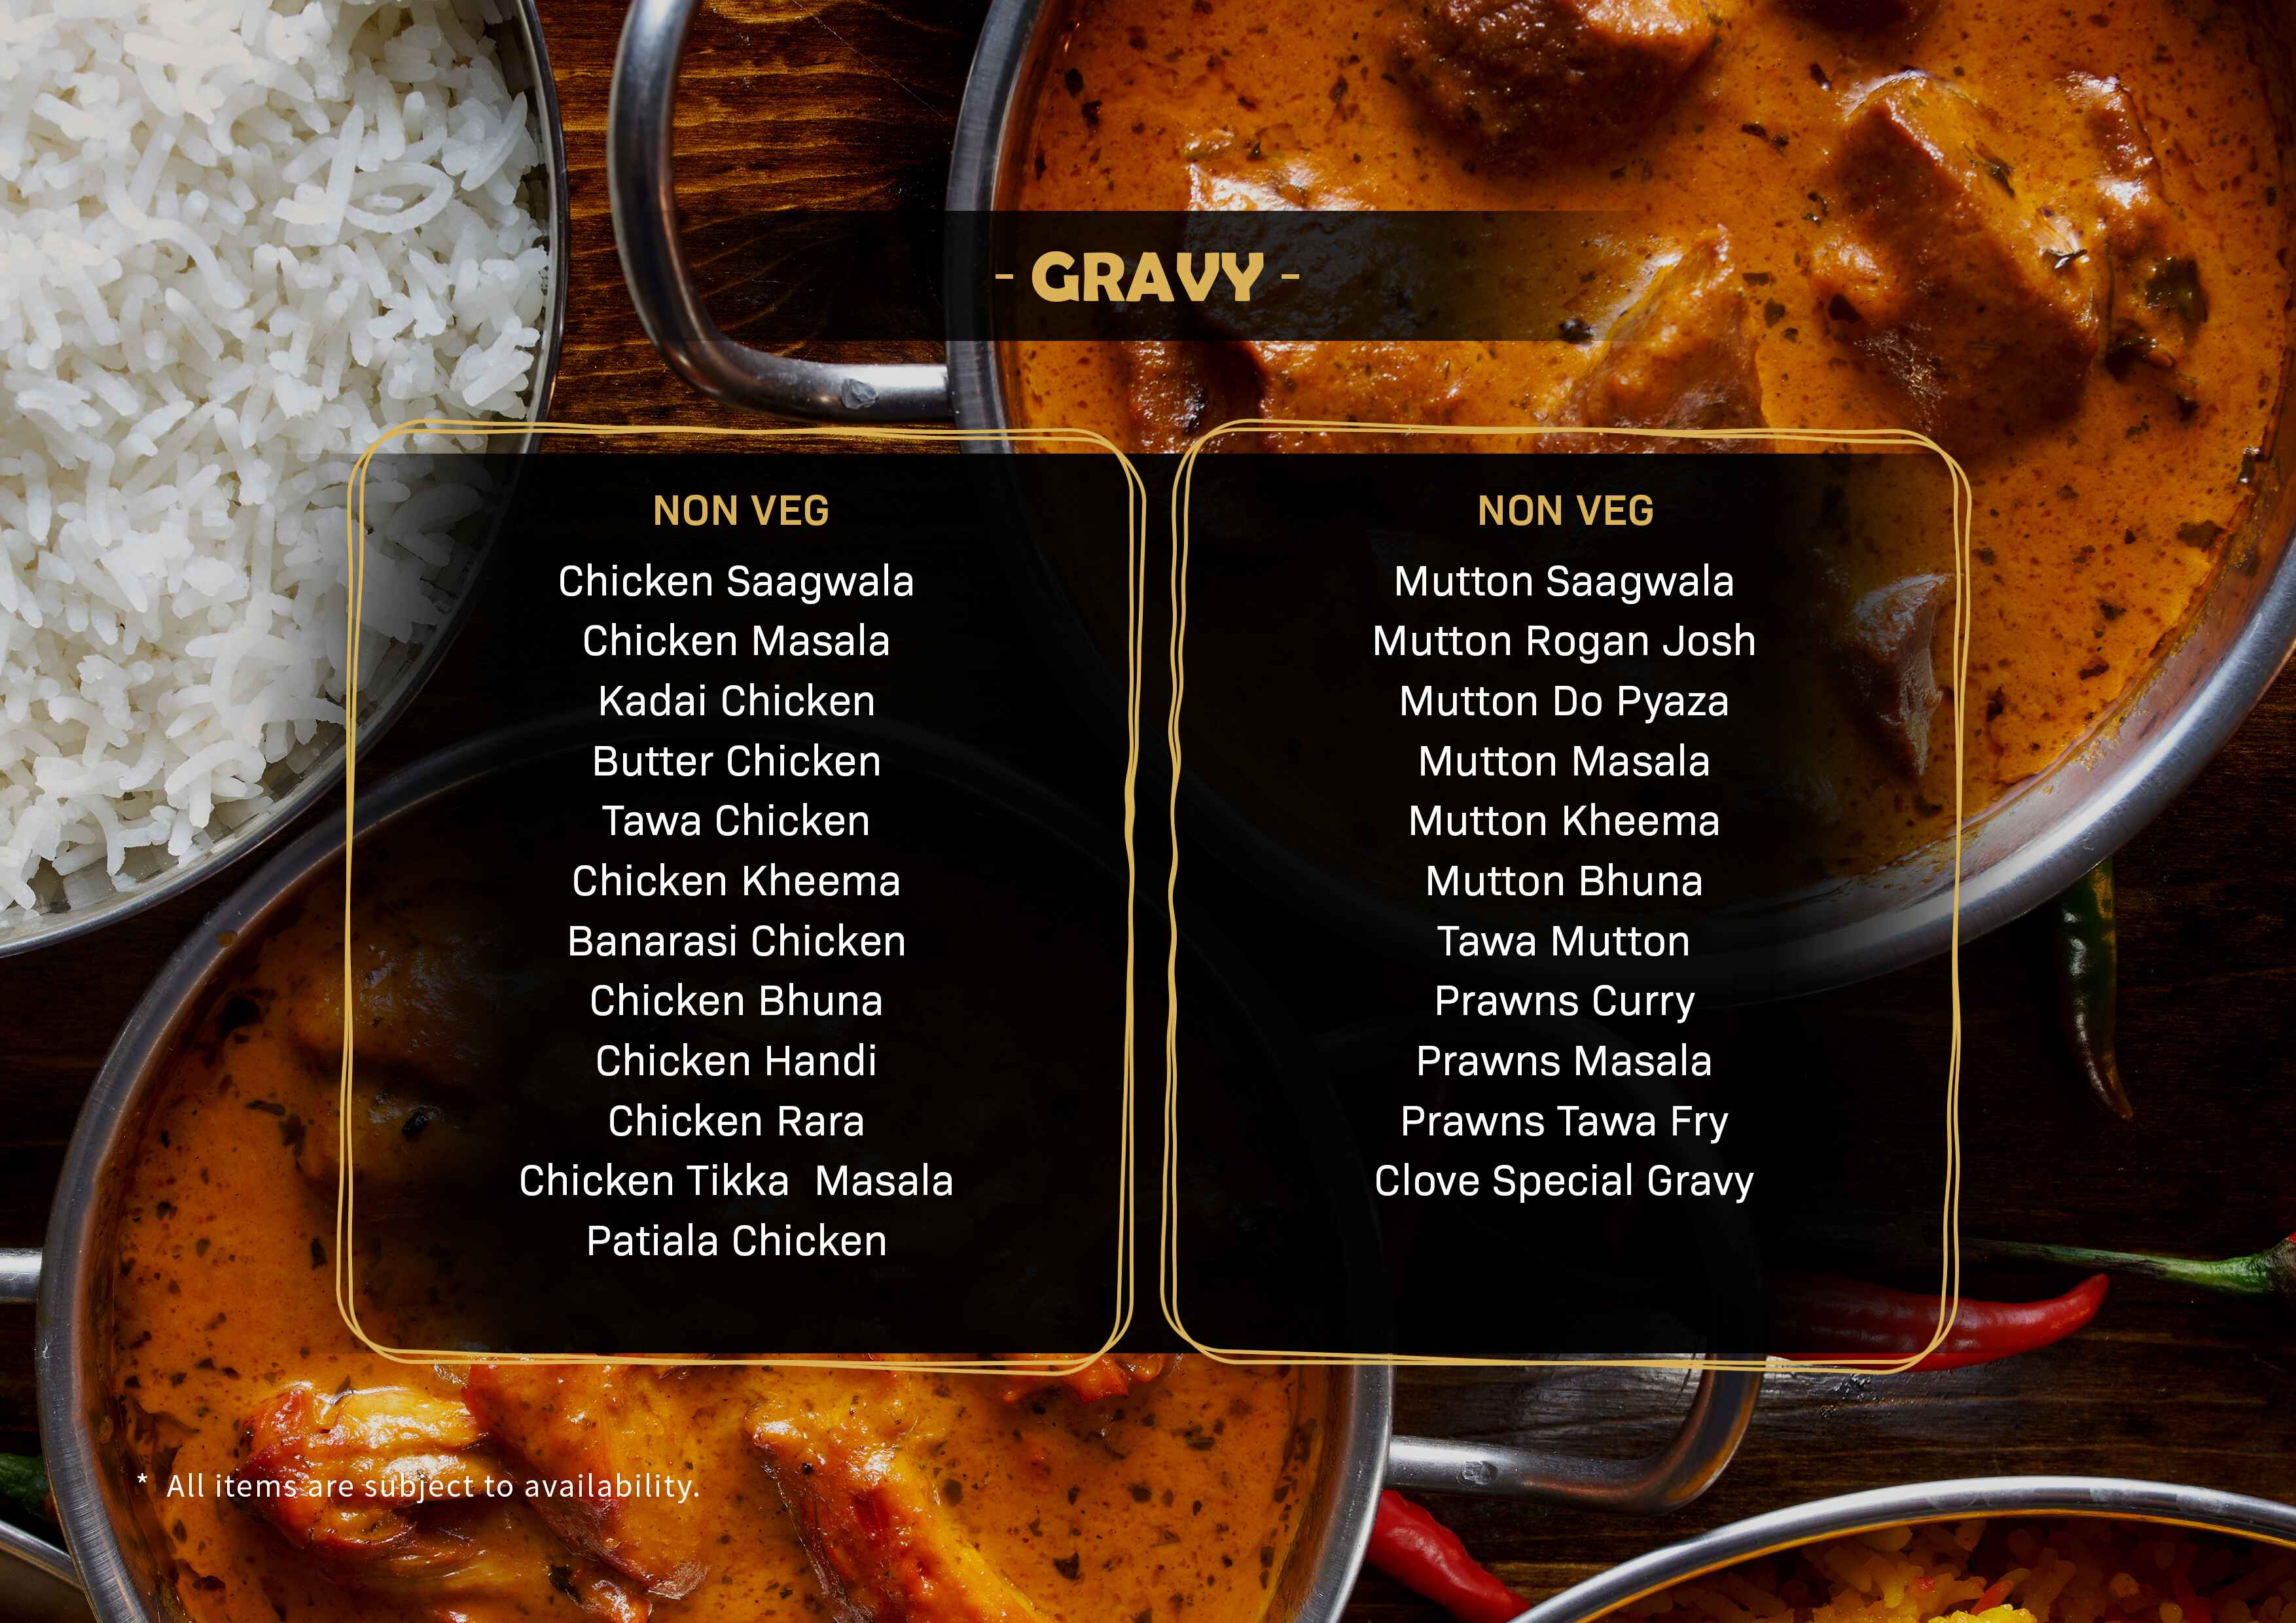 - GRAVY -
NON VEG
Chicken Saagwala
Chicken Masala
Kadai Chicken
Butter Chicken
Tawa Chicken
Chicken Kheema
Banarasi Chicken
Chicken Bhuna
Chicken Handi
Chicken Rara
Chicken Tikka  Masala
Patiala Chicken
NON VEG
Mutton Saagwala
Mutton Rogan Josh
Mutton Do Pyaza
Mutton Masala
Mutton Kheema
Mutton Bhuna
Tawa Mutton
Prawns Curry
Prawns Masala
Prawns Tawa Fry
Clove Special Gravy
* All items are subject to availability.